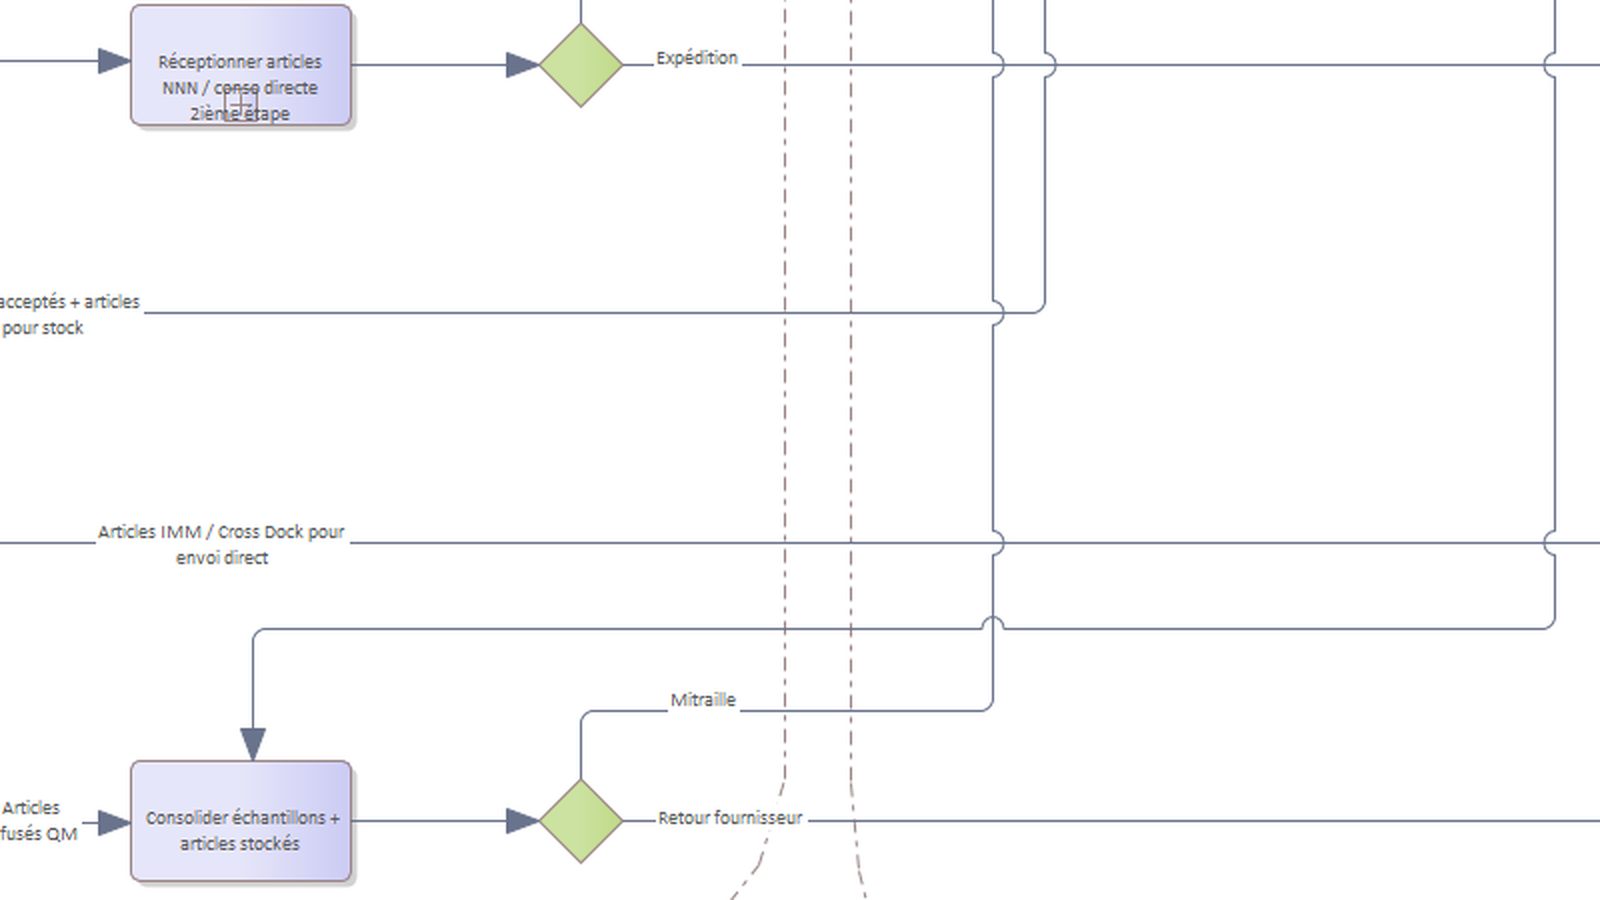 Réceptionner articles
NNN / conso directe
2ième étape
Expédition
acceptés + articles
pour stock
Articles IMM / Cross Dock pour
envoi direct
Mitraille
Articles
fusés QM
Consolider échantillons +
articles stockés
Retour fournisseur